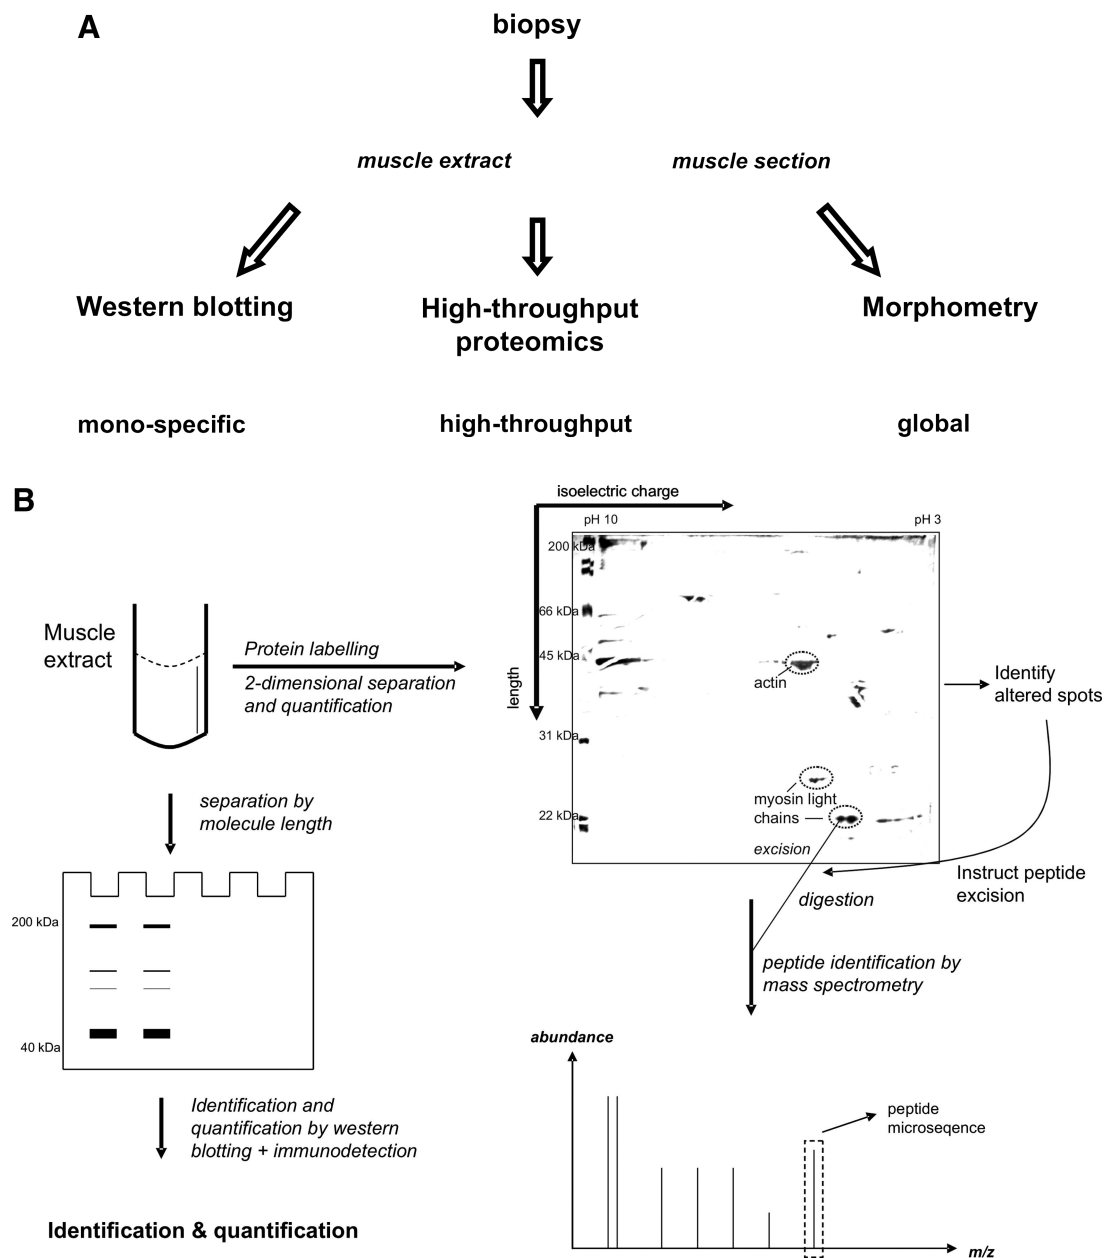 A
biopsy
muscle extract
muscle section
Western blotting
High-throughput
proteomics
Morphometry
mono-specific
high-throughput
global
B
isoelectric charge
pH 10
pH 3
200 kDa
66 kDa
45 kDa
31 kDa
22 kDa
length
actin
myosin light
chains
excision
Muscle
extract
Protein labelling
2-dimensional separation
and quantification
Identify
altered spots
Instruct peptide
excision
digestion
peptide identification by
mass spectrometry
separation by
molecule length
200 kDa
40 kDa
Identification and
quantification by western
blotting + immunodetection
Identification & quantification
abundance
peptide
microseqence
m/z